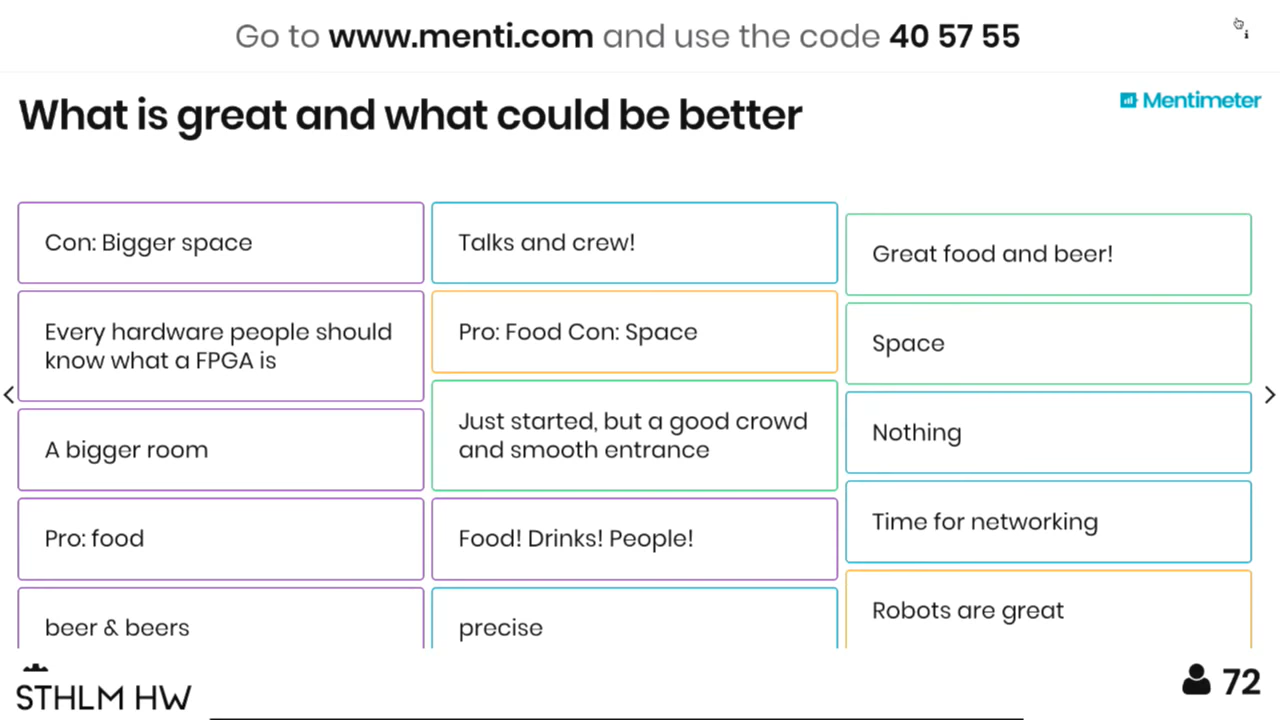 Go to www.menti.com and use the code 40 57 55
What is great and what could be better
Mentimeter
Con: Bigger space
Every hardware people should
know what a FPGA is
A bigger room
Pro: food
beer & beers
Talks and crew!
Pro: Food Con: Space
Just started, but a good crowd
and smooth entrance
Food! Drinks! People!
precise
Great food and beer!
Space
Nothing
Time for networking
Robots are great
STHLM HW
72